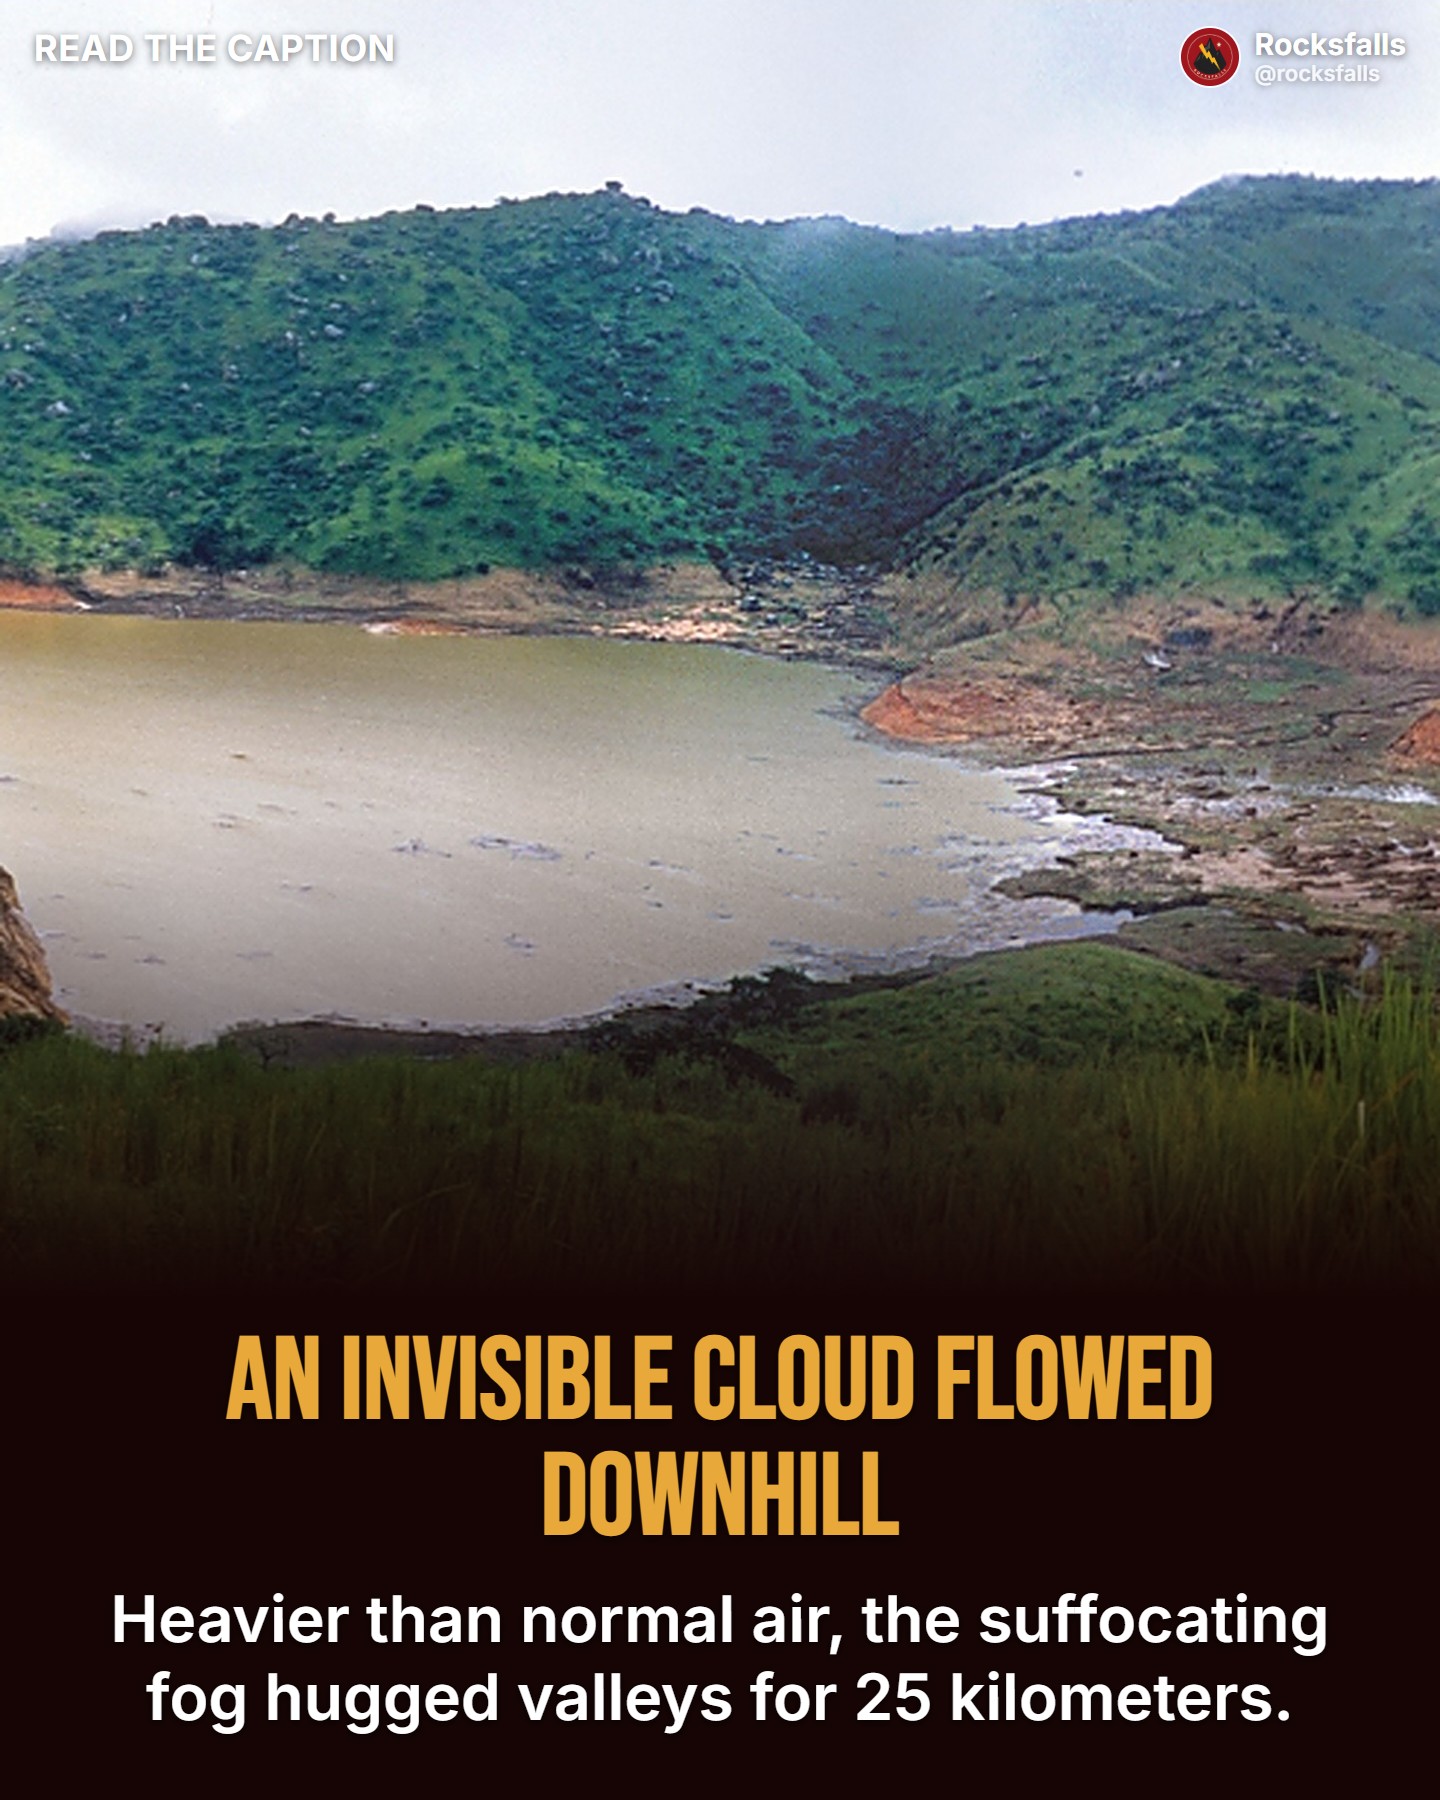 READ THE CAPTION
Rocksfalls
@rocksfalls
AN INVISIBLE CLOUD FLOWED
DOWNHILL
Heavier than normal air, the suffocating
fog hugged valleys for 25 kilometers.